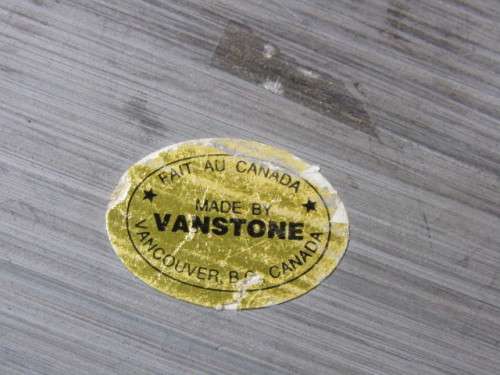 FAIT AU CANADA
MADE BY
VANSTONE
VANCOUVER, B.C. CANADA